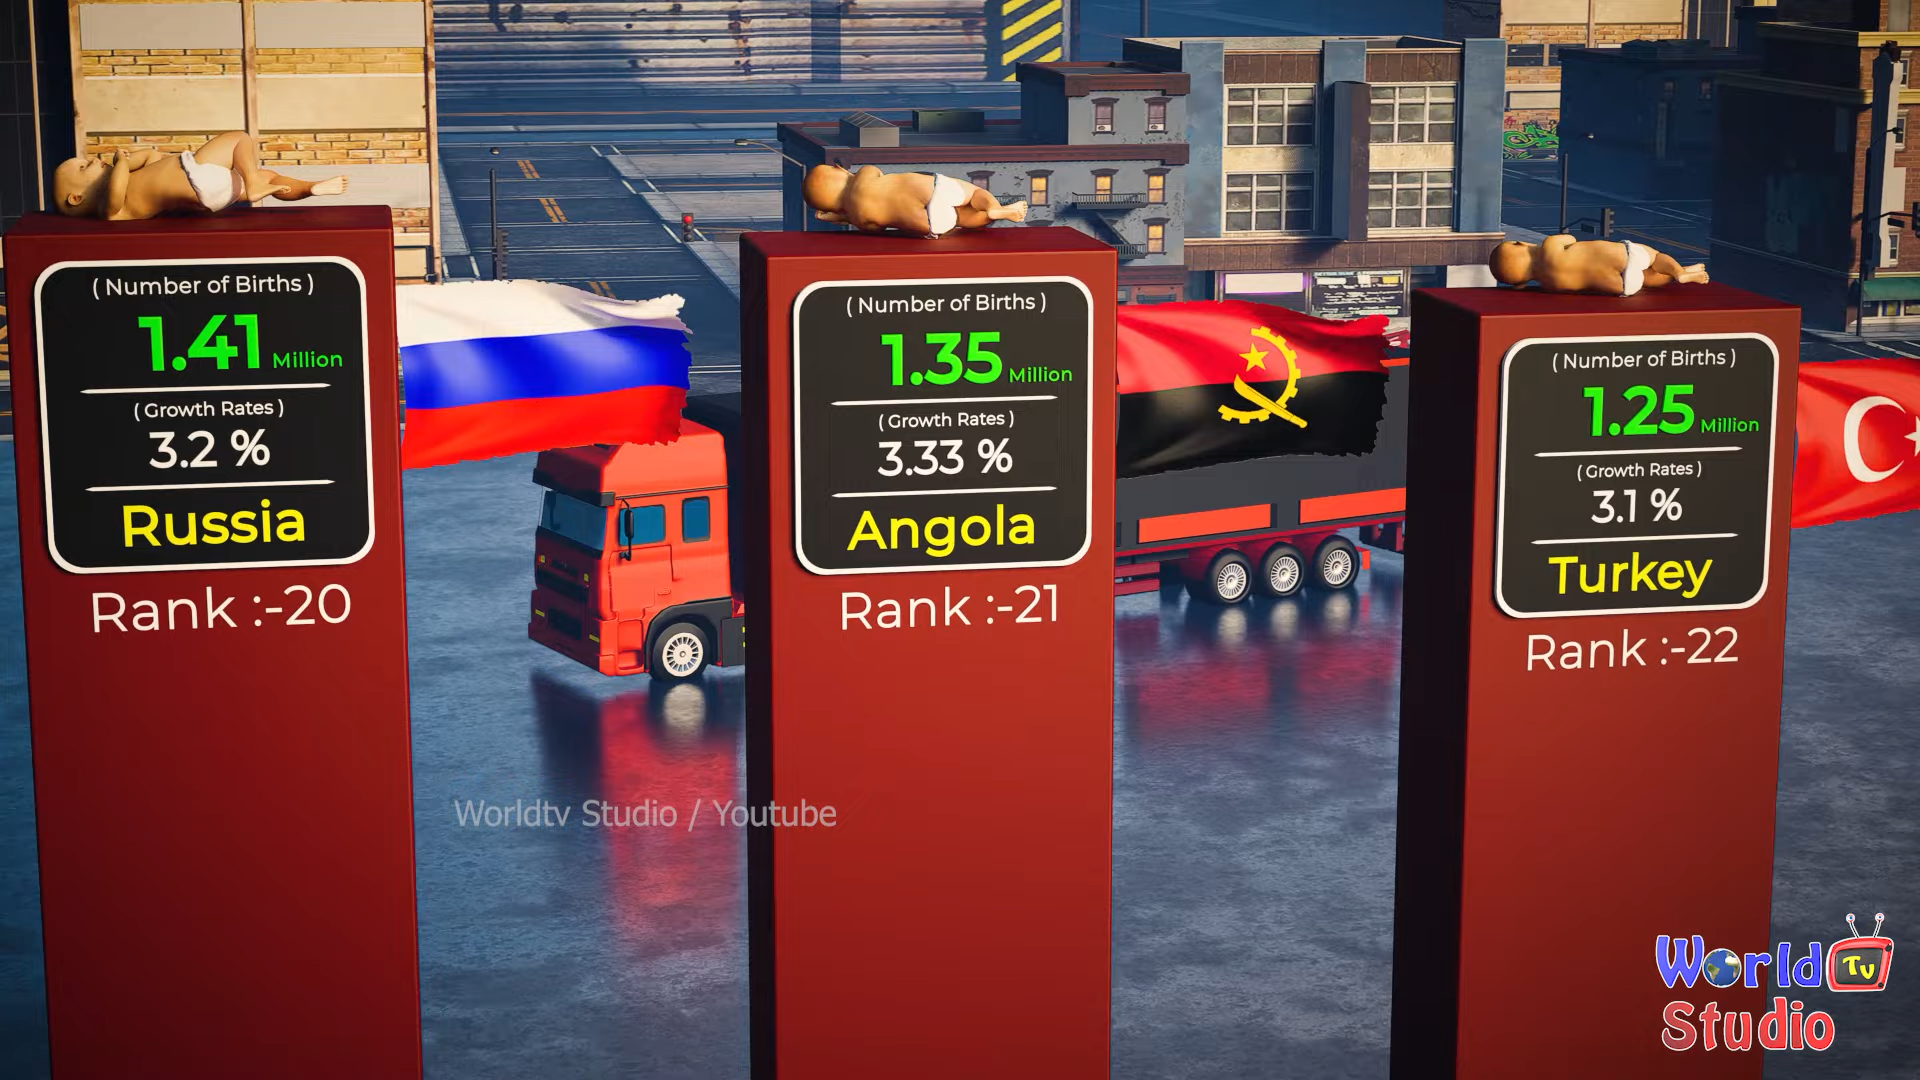 ( Number of Births )
1.41 Million
( Growth Rates )
3.2 %
Russia
Rank :-20
( Number of Births )
1.35 Million
( Growth Rates )
3.33 %
Angola
Rank :-21
( Number of Births )
1.25 Million
( Growth Rates )
3.1 %
Turkey
Rank :-22
Worldtv Studio / Youtube
World Tv
Studio